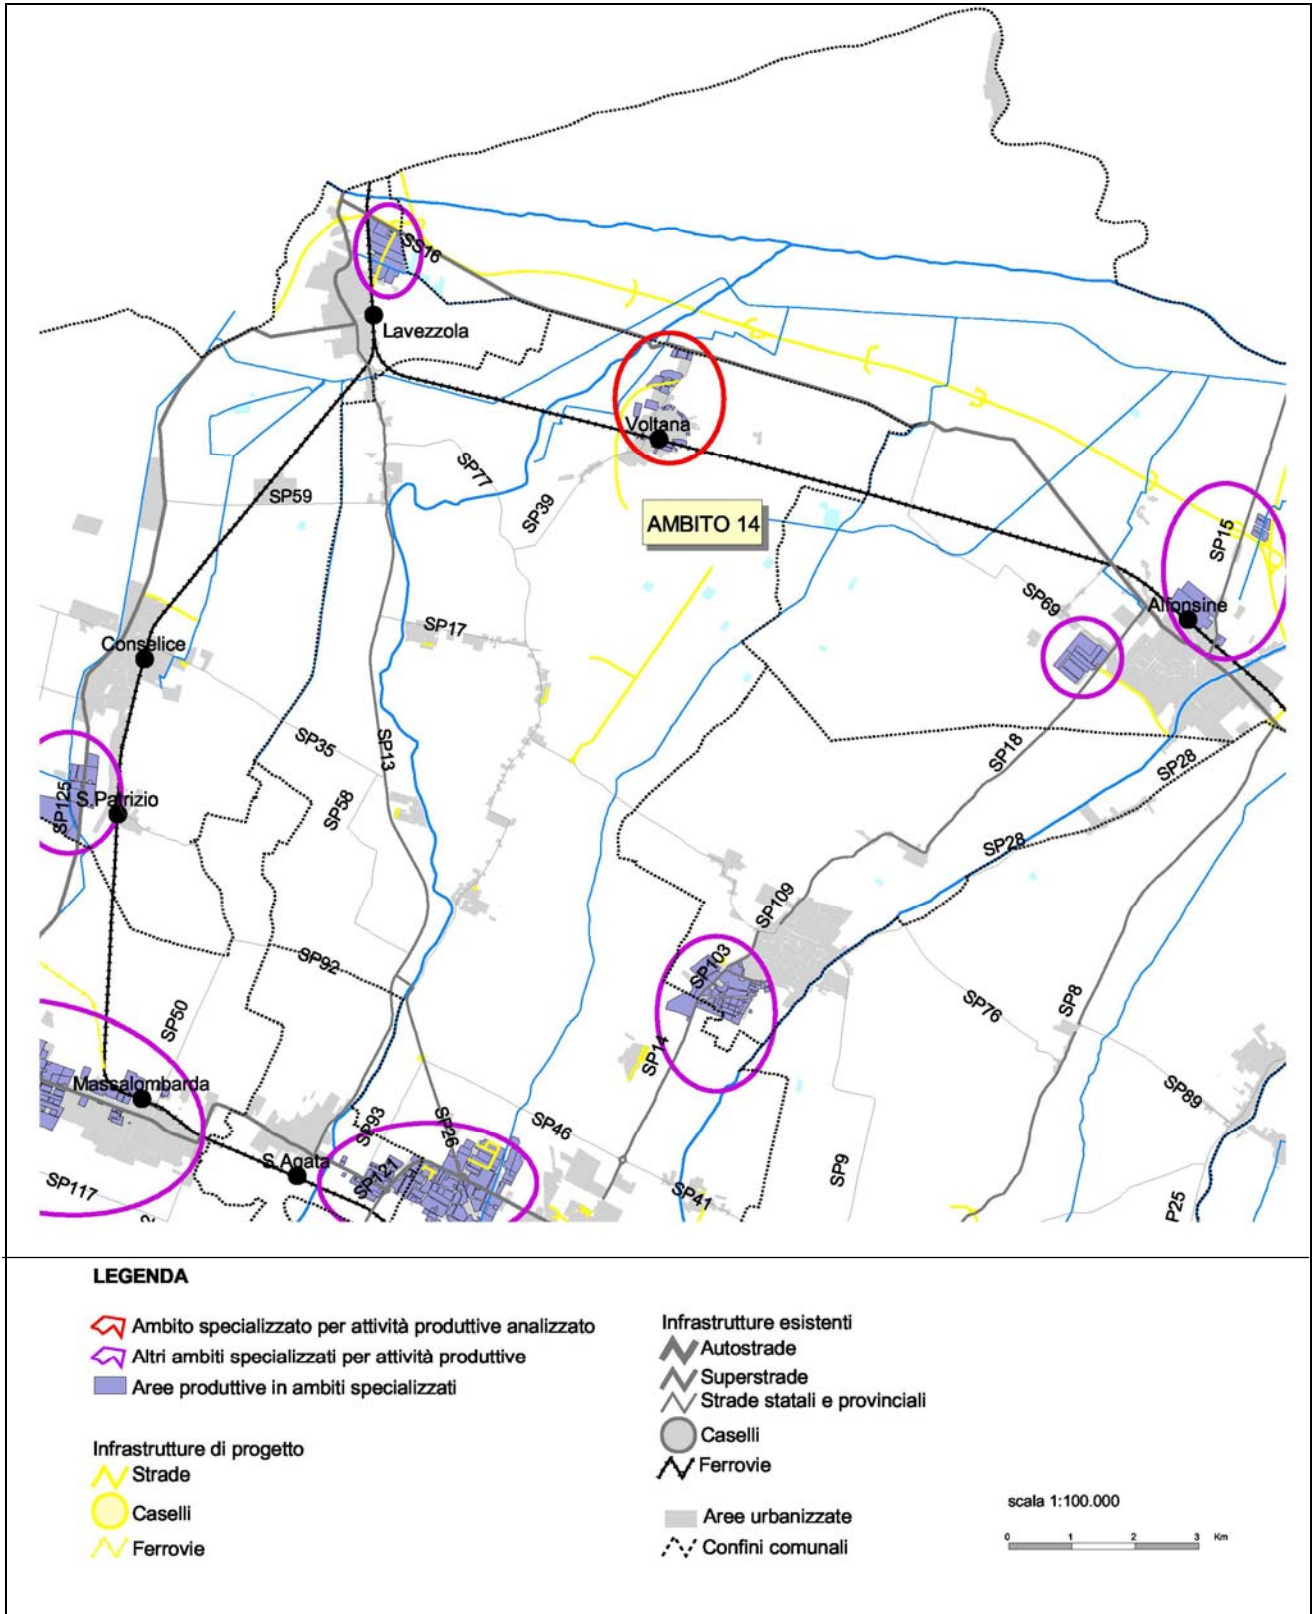 SS16
Lavezzola
Voltana
SP77
SP59
SP39
AMBITO 14
SP15
SP69
Alfonsine
SP17
Conselice
SP35
SP13
SP18
SP28
SP125
S.Patrizio
SP58
SP28
SP109
SP92
SP103
SP50
SP76
SP8
SP14
Massalombarda
SP93
SP26
SP46
SP89
S.Agata
SP121
SP9
SP117
SP41
2
P25
LEGENDA
Ambito specializzato per attività produttive analizzato
Altri ambiti specializzati per attività produttive
Aree produttive in ambiti specializzati
Infrastrutture di progetto
Strade
Caselli
Ferrovie
Infrastrutture esistenti
Autostrade
Superstrade
Strade statali e provinciali
Caselli
Ferrovie
Aree urbanizzate
Confini comunali
scala 1:100.000
0 1 2 3 Km